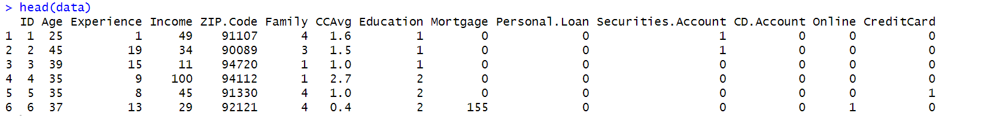 > head(data)
ID Age Experience Income ZIP.Code Family CCAvg Education Mortgage Personal.Loan Securities.Account CD.Account Online CreditCard
1 1 25 1 49 91107 4 1.6 1 0 0 1 0 0 0
2 2 45 19 34 90089 3 1.5 1 0 0 1 0 0 0
3 3 39 15 11 94720 1 1.0 1 0 0 0 0 0 0
4 4 35 9 100 94112 1 2.7 2 0 0 0 0 0 0
5 5 35 8 45 91330 4 1.0 2 0 0 0 0 0 1
6 6 37 13 29 92121 4 0.4 2 155 0 0 0 1 0